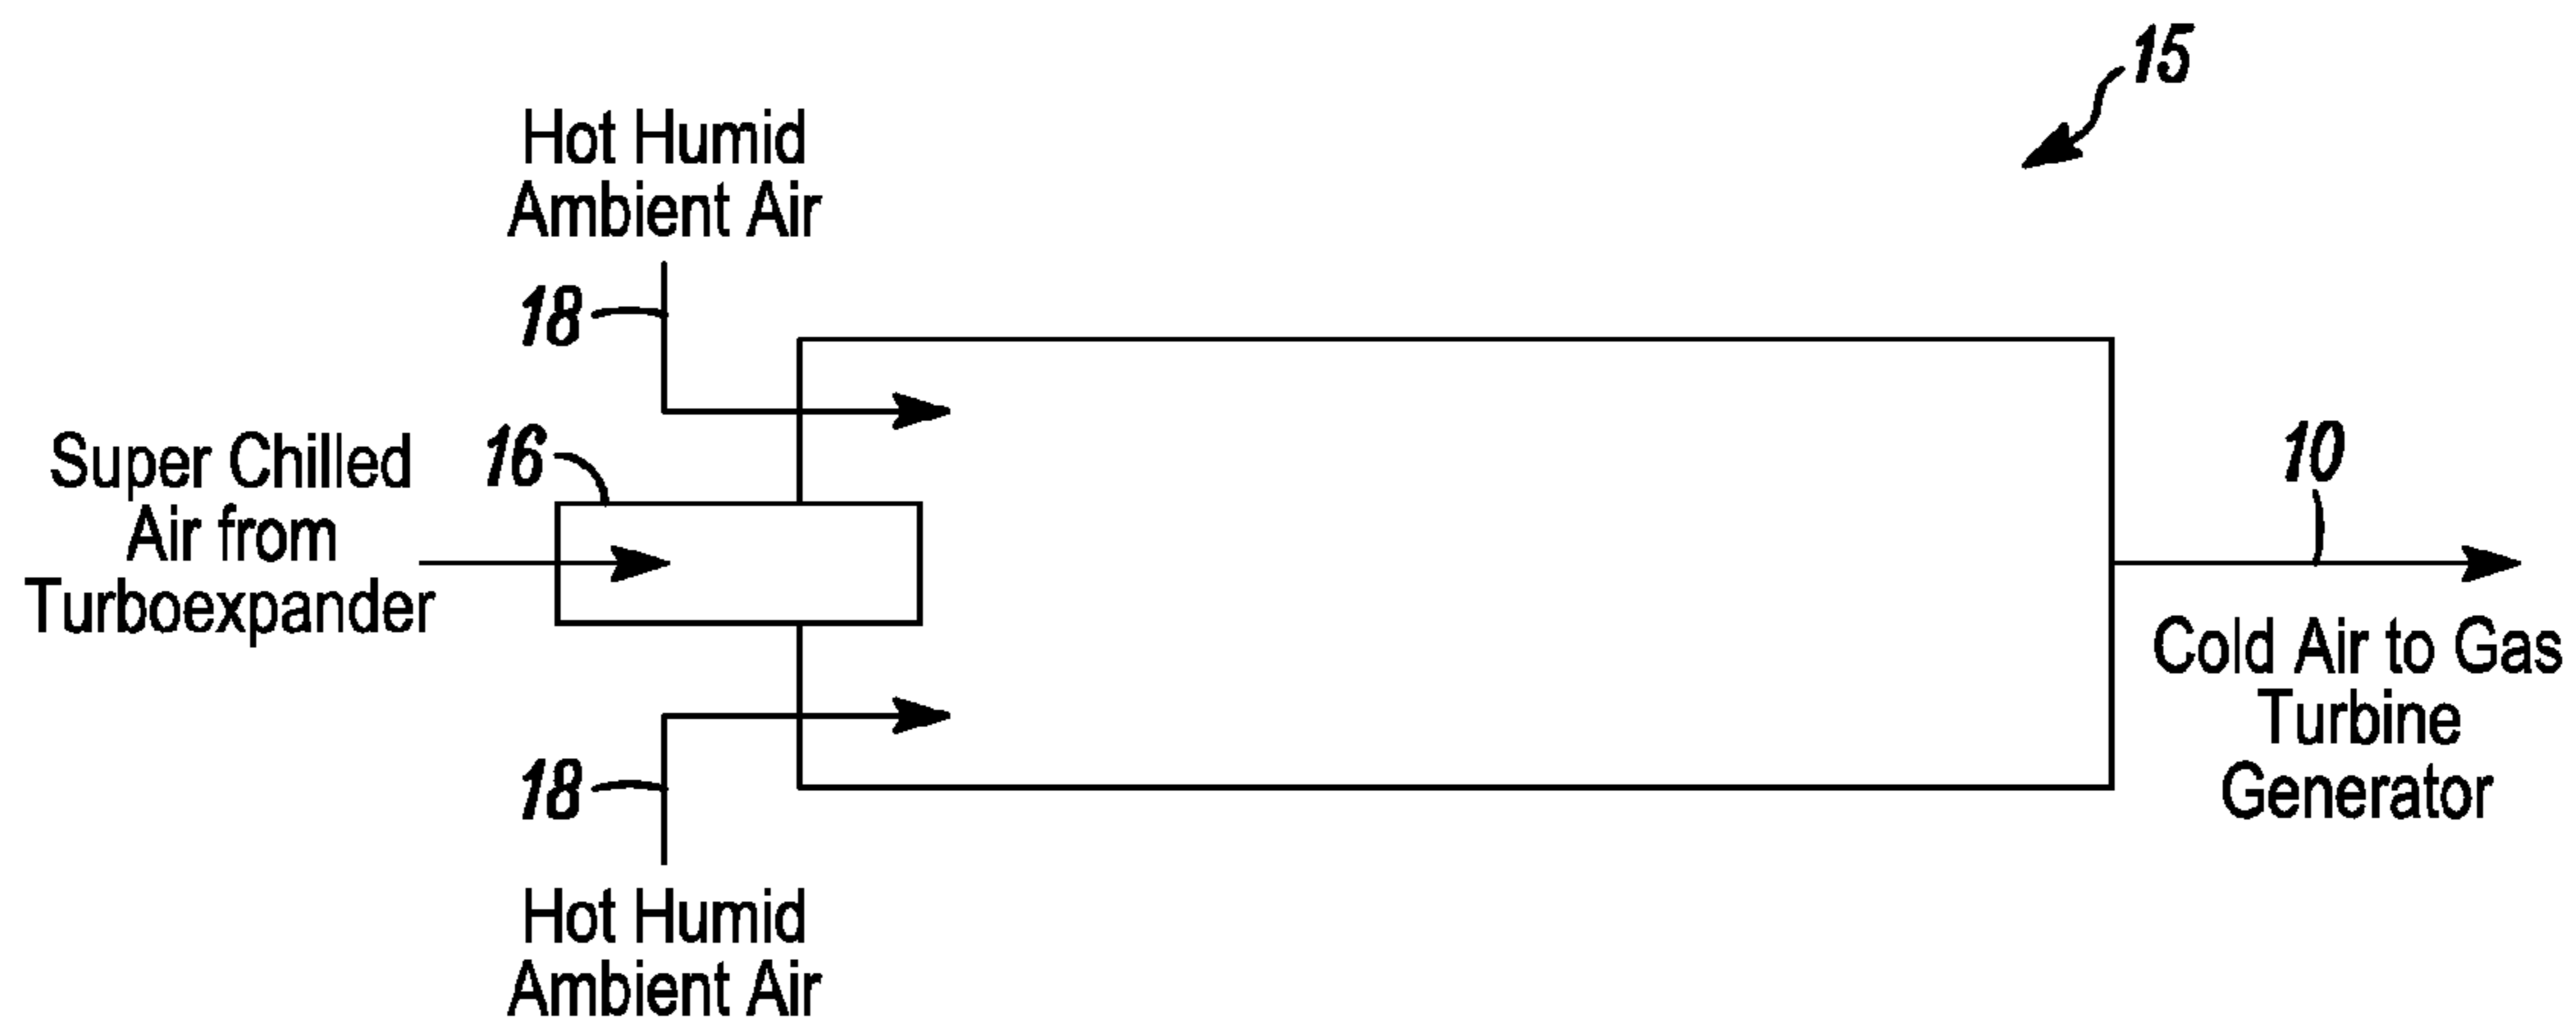 15
Hot Humid
Ambient Air
18
Super Chilled
Air from
Turboexpander
16
10
Cold Air to Gas
Turbine
Generator
18
Hot Humid
Ambient Air